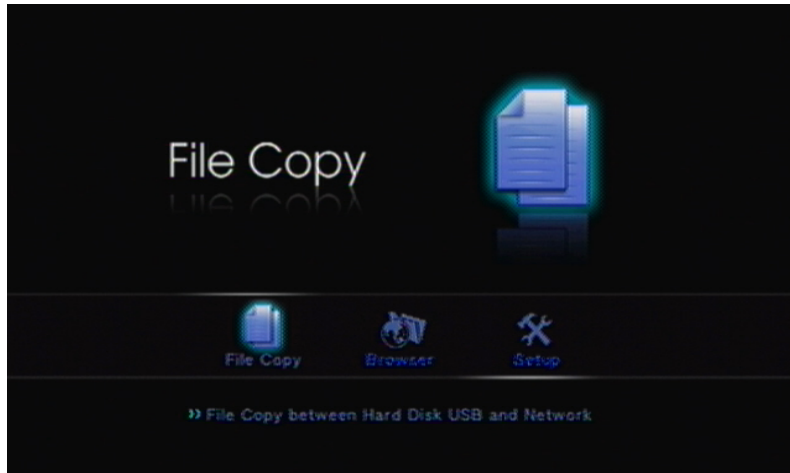 File Copy
File Copy Browser Setup
» File Copy between Hard Disk USB and Network